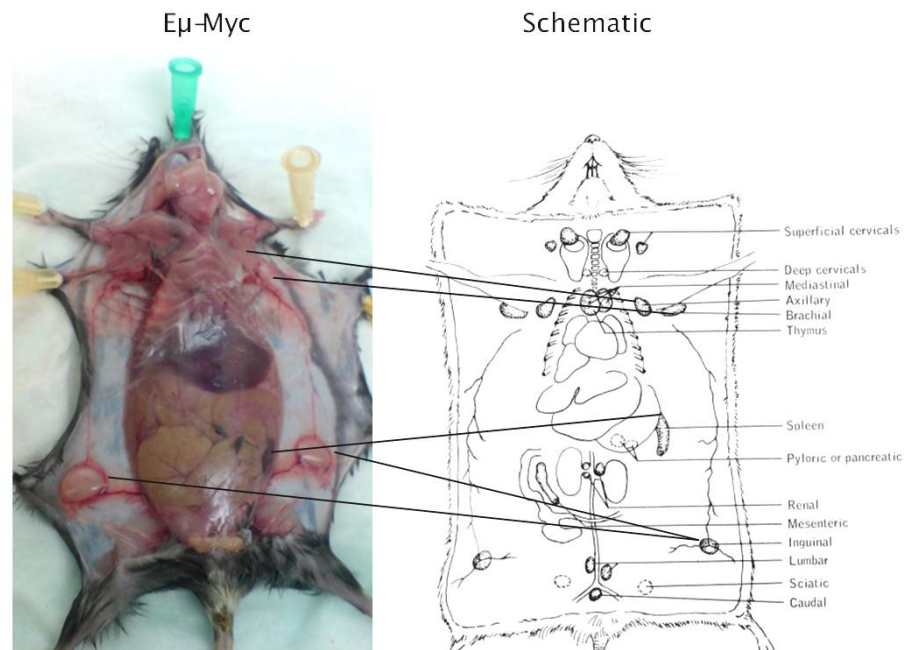 Eµ-Myc
Schematic
Superficial cervicals
Deep cervicals
Mediastinal
Axillary
Brachial
Thymus
Spleen
Pyloric or pancreatic
Renal
Mesenteric
Inguinal
Lumbar
Sciatic
Caudal